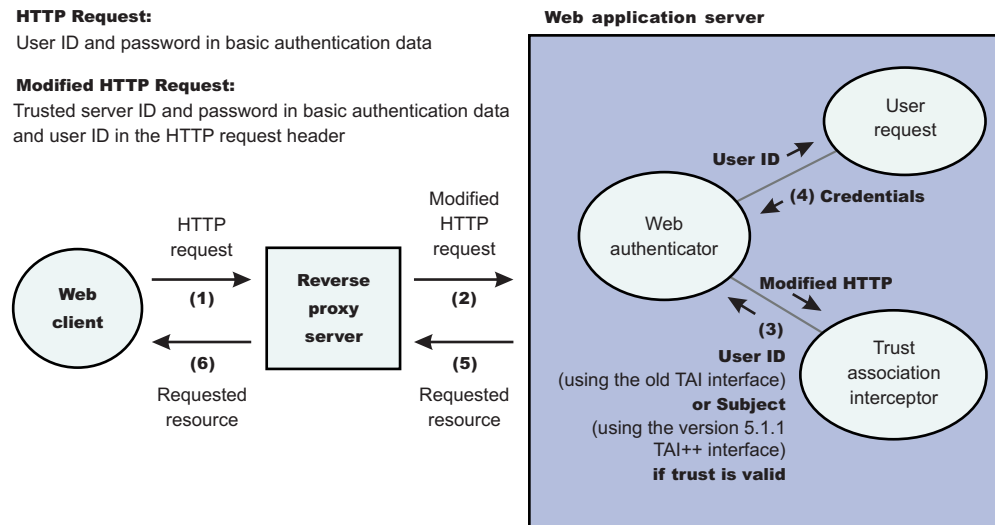 HTTP Request:
User ID and password in basic authentication data
Modified HTTP Request:
Trusted server ID and password in basic authentication data
and user ID in the HTTP request header
Web client
HTTP
request
(1)
(6)
Requested
resource
Reverse
proxy
server
Modified
HTTP
request
(2)
(5)
Requested
resource
Web application server
User
request
User ID
(4) Credentials
Web
authenticator
Modified HTTP
(3)
User ID
(using the old TAI interface)
or Subject
(using the version 5.1.1
TAI++ interface)
if trust is valid
Trust
association
interceptor